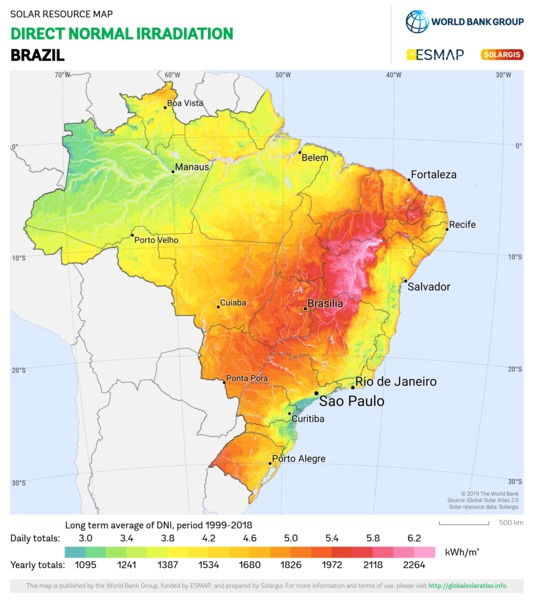 SOLAR RESOURCE MAP
DIRECT NORMAL IRRADIATION
BRAZIL
WORLD BANK GROUP
ESMAP
SOLARGIS
70°W 60°W 50°W 40°W 30°W
Boa Vista
0° 0°
Belem
Manaus
Fortaleza
Recife
Porto Velho
10°S 10°S
Salvador
Cuiaba
Brasilia
20°S 20°S
Ponta Pora
Rio de Janeiro
Sao Paulo
Curitiba
Porto Alegre
30°S 30°S
© 2019 The World Bank
Source: Global Solar Atlas 2.0
Solar resource data: Solargis
500 km
Long term average of DNI, period 1999-2018
Daily totals: 3.0 3.4 3.8 4.2 4.6 5.0 5.4 5.8 6.2
kWh/m²
Yearly totals: 1095 1241 1387 1534 1680 1826 1972 2118 2264
This map is published by the World Bank Group, funded by ESMAP, and prepared by Solargis. For more information and terms of use, please visit http://globalsolaratlas.info.